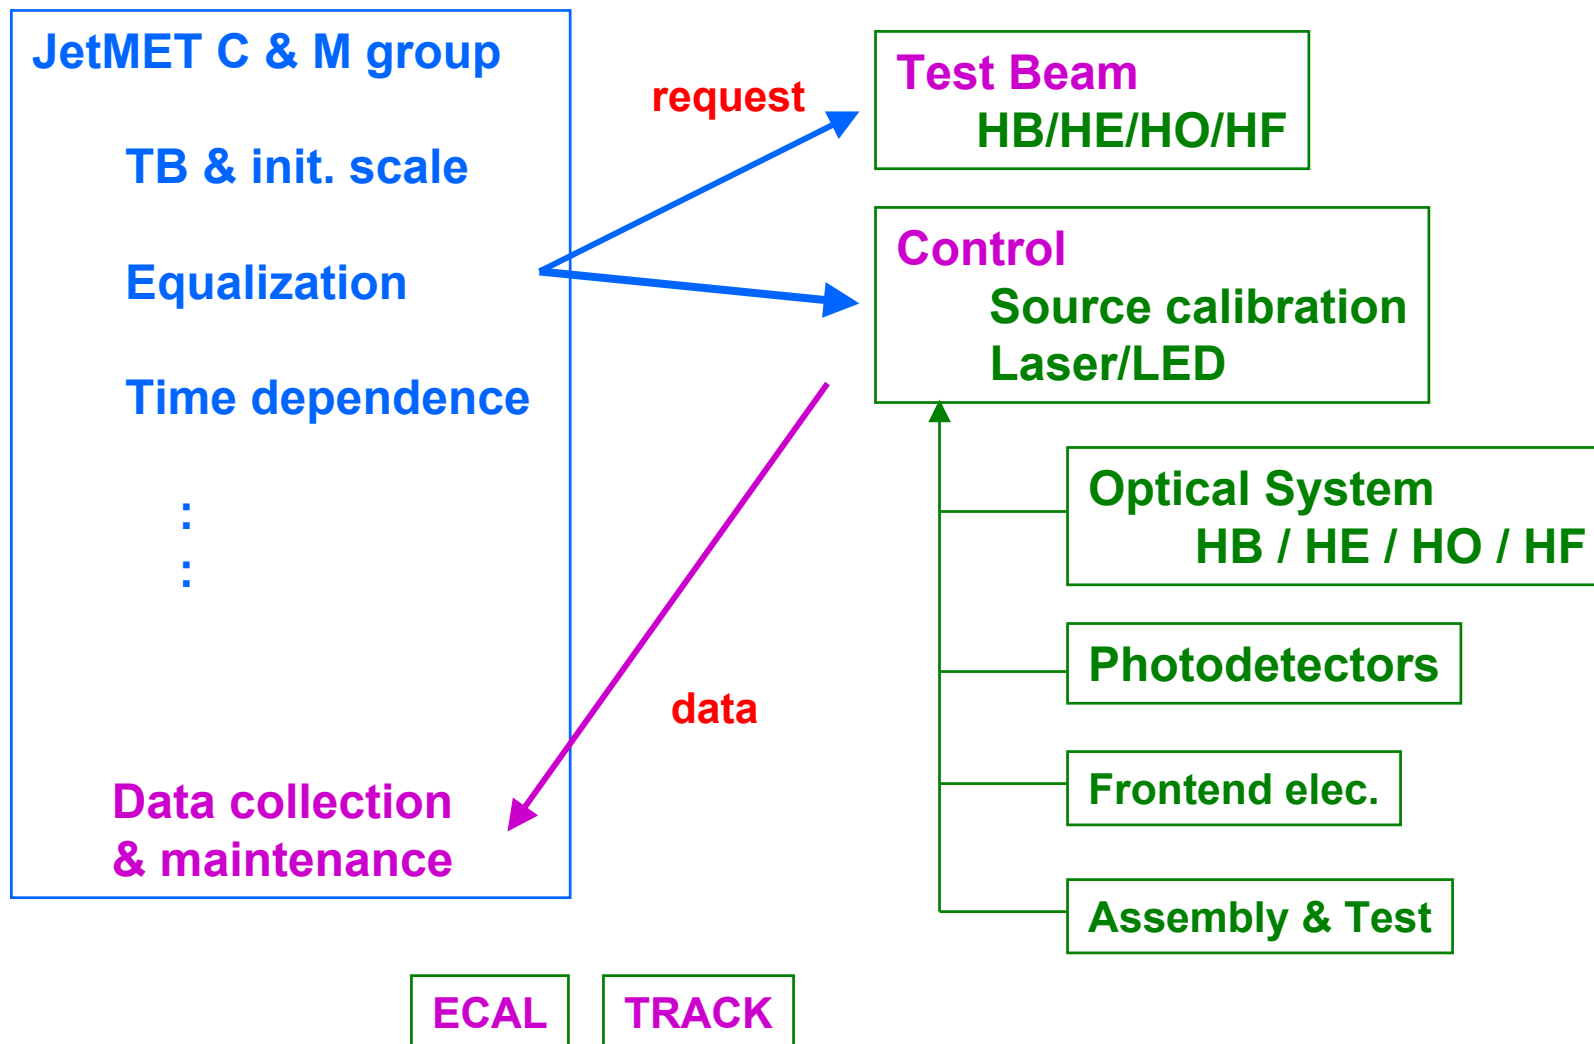 JetMET C & M group
TB & init. scale
Equalization
Time dependence
:
:
Data collection
& maintenance
request
data
Test Beam
HB/HE/HO/HF
Control
Source calibration
Laser/LED
Optical System
HB / HE / HO / HF
Photodetectors
Frontend elec.
Assembly & Test
ECAL
TRACK